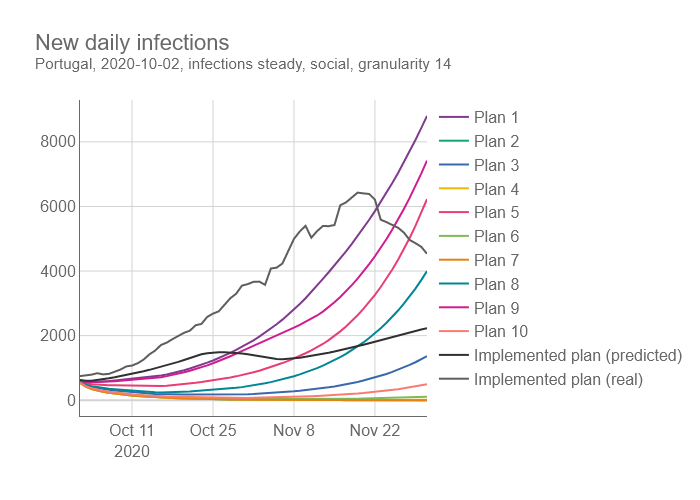 New daily infections
Portugal, 2020-10-02, infections steady, social, granularity 14
8000
6000
4000
2000
0
Oct 11
2020
Oct 25
Nov 8
Nov 22
Plan 1
Plan 2
Plan 3
Plan 4
Plan 5
Plan 6
Plan 7
Plan 8
Plan 9
Plan 10
Implemented plan (predicted)
Implemented plan (real)